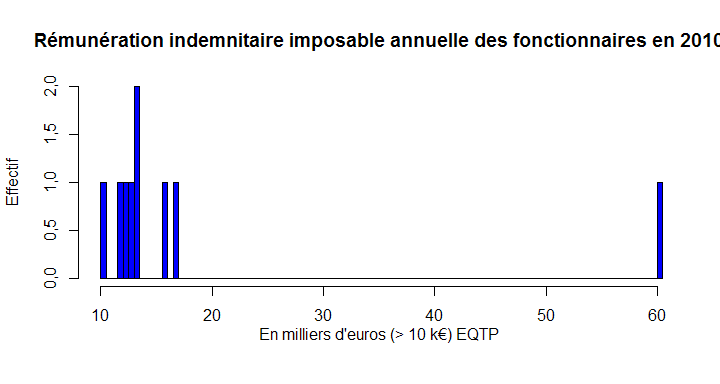 Rémunération indemnitaire imposable annuelle des fonctionnaires en 2010
Effectif
2,0
1,5
1,0
0,5
0,0
10 20 30 40 50 60
En milliers d'euros (> 10 k€) EQTP